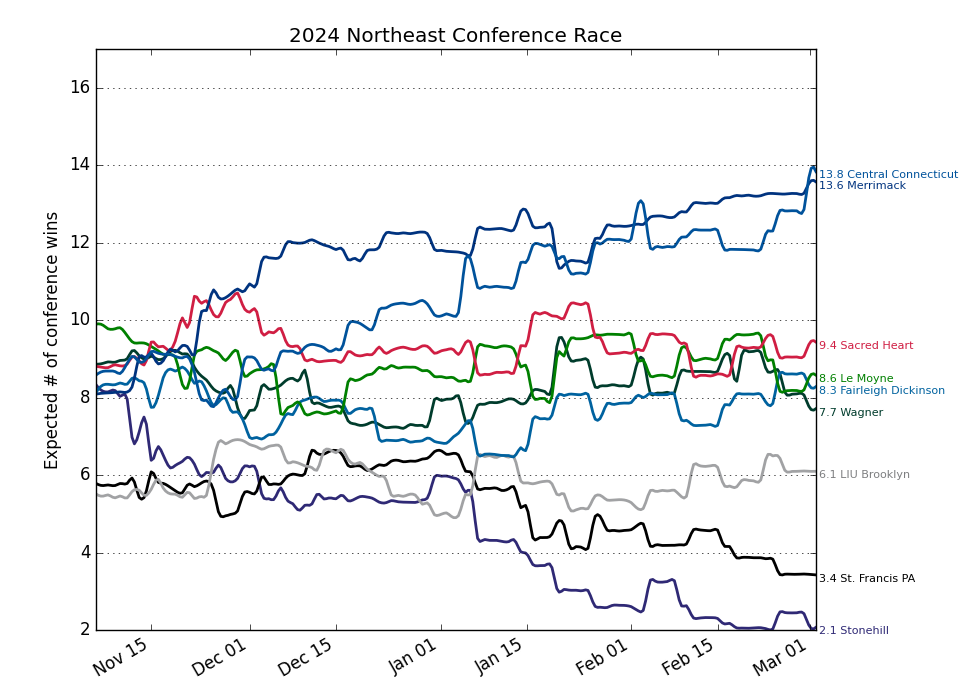 2024 Northeast Conference Race
Expected # of conference wins
16
14
12
10
8
6
4
2
13.8 Central Connecticut
13.6 Merrimack
9.4 Sacred Heart
8.6 Le Moyne
8.3 Fairleigh Dickinson
7.7 Wagner
6.1 LIU Brooklyn
3.4 St. Francis PA
2.1 Stonehill
Nov 15
Dec 01
Dec 15
Jan 01
Jan 15
Feb 01
Feb 15
Mar 01